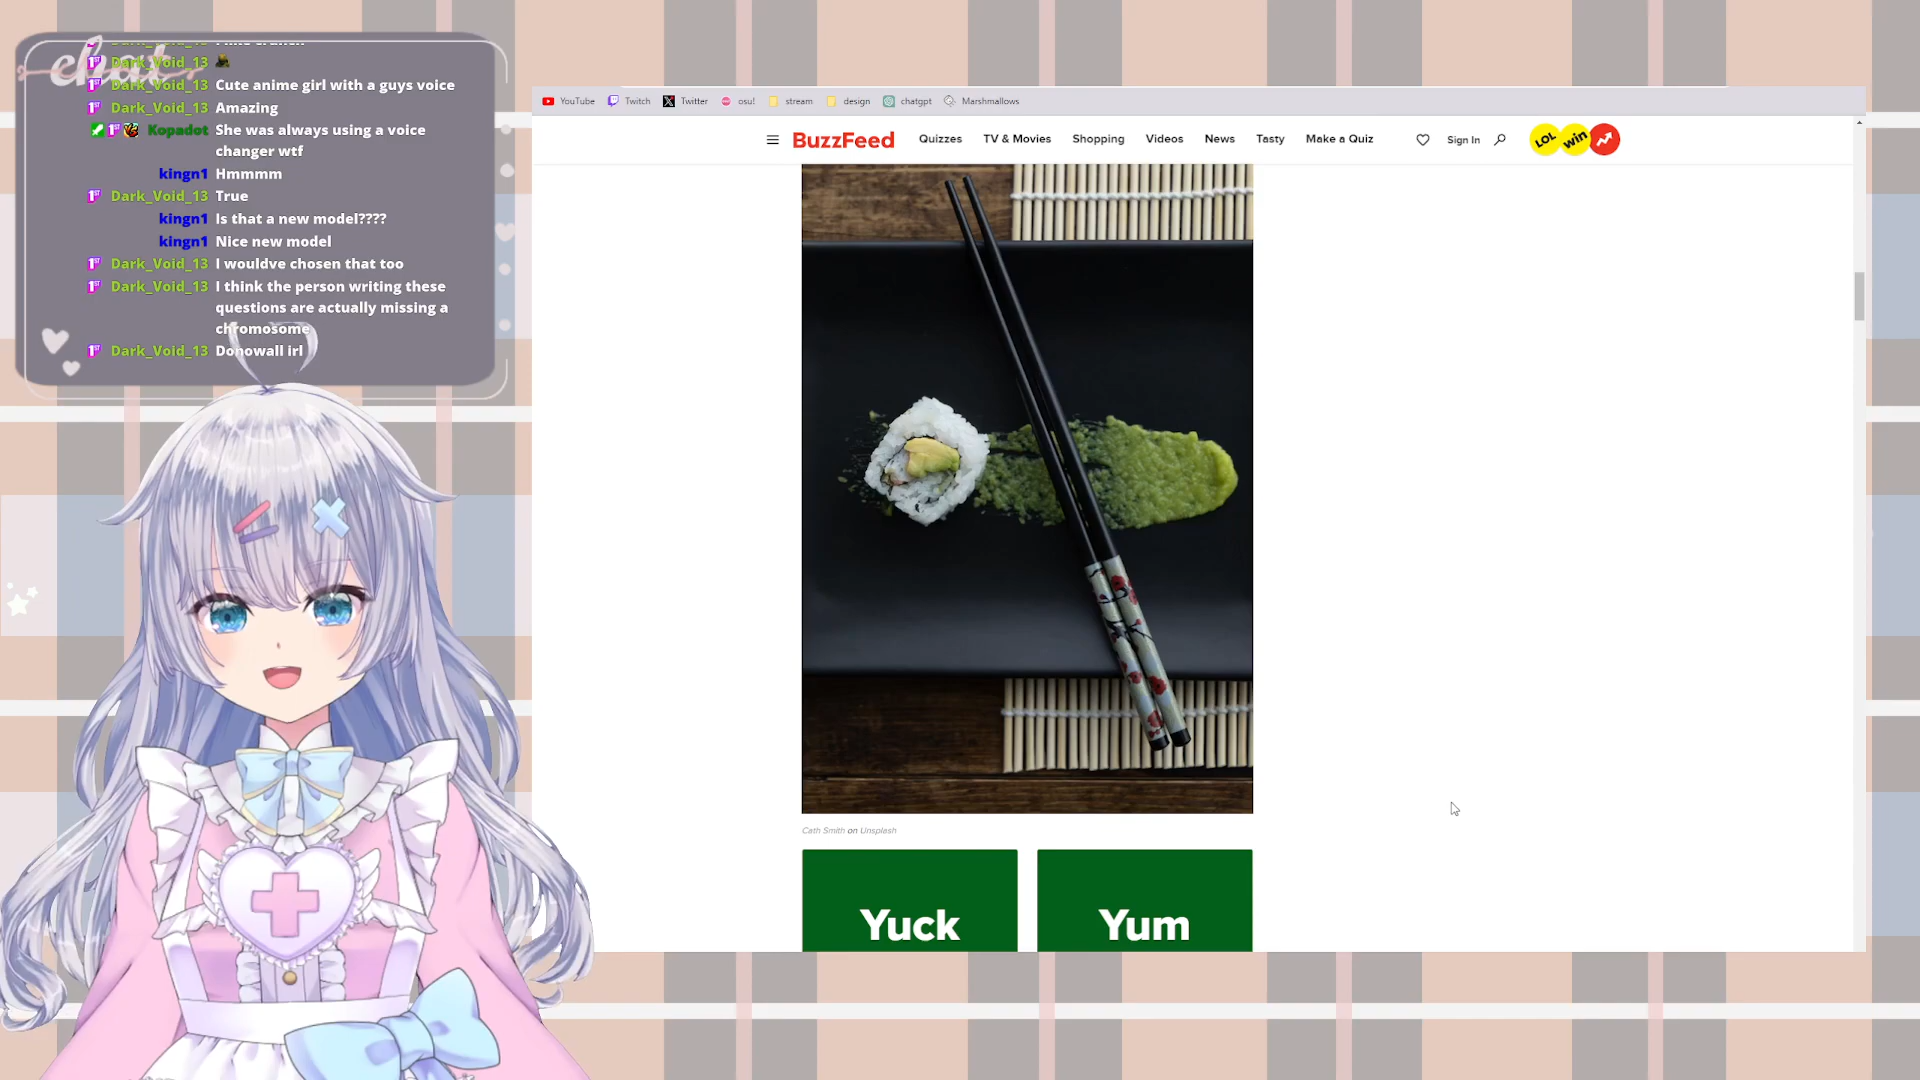 chat
Dark_Void_13
Dark_Void_13 Cute anime girl with a guys voice
Dark_Void_13 Amazing
Kopadot She was always using a voice
changer wtf
kingn1 Hmmmm
Dark_Void_13 True
kingn1 Is that a new model????
kingn1 Nice new model
Dark_Void_13 I wouldve chosen that too
Dark_Void_13 I think the person writing these
questions are actually missing a
chromosome
Dark_Void_13 Donowall irl
YouTube Twitch Twitter osu! stream design chatgpt Marshmallows
BuzzFeed Quizzes TV & Movies Shopping Videos News Tasty Make a Quiz Sign In LOL win
Cath Smith on Unsplash
Yuck Yum